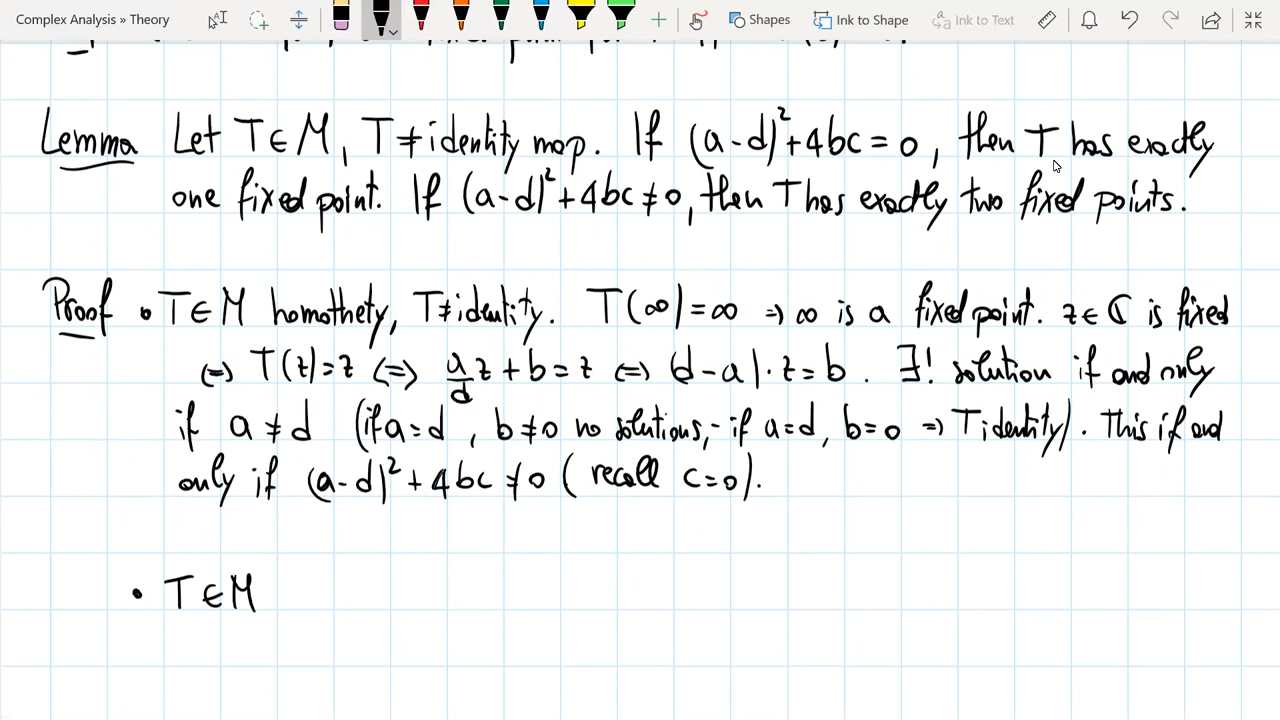 Complex Analysis » Theory
Shapes
Ink to Shape
Ink to Text
Lemma Let T∈M, T≠identity map. If (a-d)²+4bc=0, then T has exactly
one fixed point. If (a-d)²+4bc≠0, then T has exactly two fixed points.
Proof • T∈M homothety, T≠identity. T(∞)=∞ ⇒ ∞ is a fixed point. z∈ℂ is fixed
⇔ T(z)=z ⇔ a/d z + b = z ⇔ (d-a)·z=b. ∃! solution if and only
if a≠d (if a=d, b≠0 no solutions, - if a=d, b=0 ⇒ T identity). This if and
only if (a-d)²+4bc≠0 (recall c=0).
• T∈M